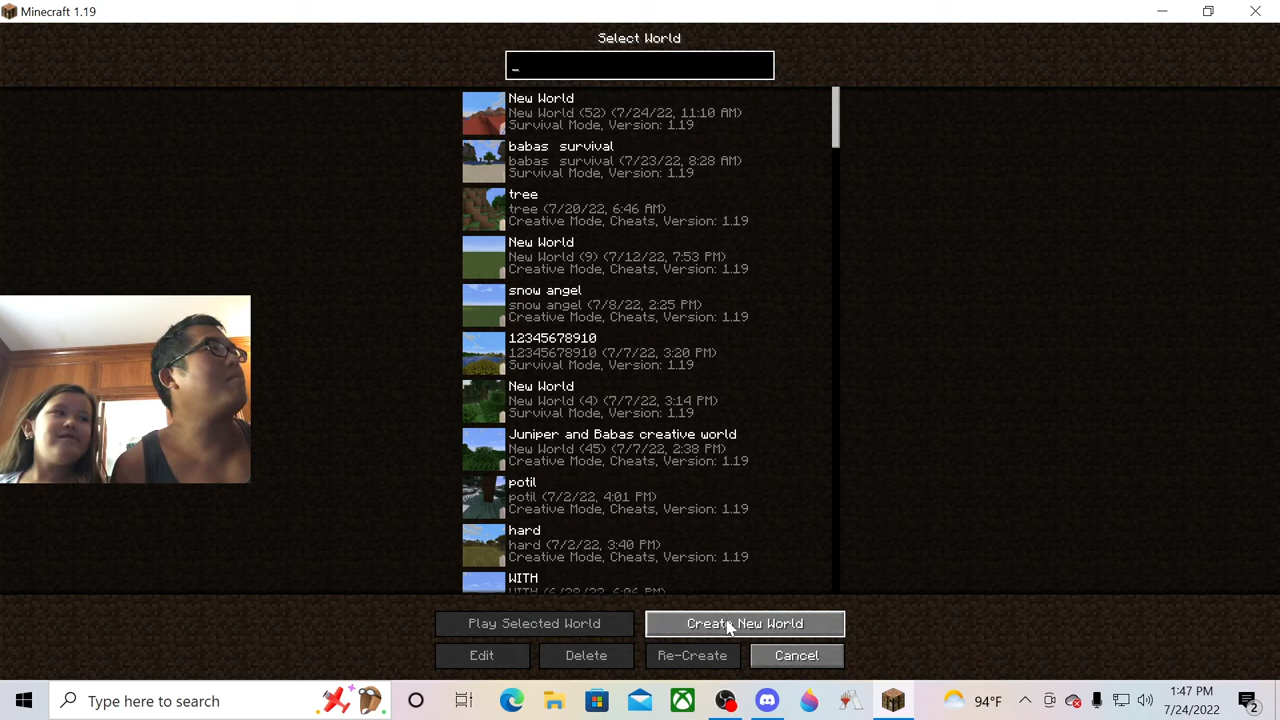 Minecraft 1.19
Select World
_
New World
New World (52) (7/24/22, 11:10 AM)
Survival Mode, Version: 1.19
babas  survival
babas  survival (7/23/22, 8:28 AM)
Survival Mode, Version: 1.19
tree
tree (7/20/22, 6:46 AM)
Creative Mode, Cheats, Version: 1.19
New World
New World (9) (7/12/22, 7:53 PM)
Creative Mode, Cheats, Version: 1.19
snow angel
snow angel (7/8/22, 2:25 PM)
Creative Mode, Cheats, Version: 1.19
12345678910
12345678910 (7/7/22, 3:20 PM)
Survival Mode, Version: 1.19
New World
New World (4) (7/7/22, 3:14 PM)
Survival Mode, Version: 1.19
Juniper and Babas creative world
New World (45) (7/7/22, 2:38 PM)
Creative Mode, Cheats, Version: 1.19
potil
potil (7/2/22, 4:01 PM)
Creative Mode, Cheats, Version: 1.19
hard
hard (7/2/22, 3:40 PM)
Creative Mode, Cheats, Version: 1.19
WITH
WITH (6/28/22, 6:06 PM)
Play Selected World
Create New World
Edit
Delete
Re-Create
Cancel
Type here to search
94°F
1:47 PM
7/24/2022
2